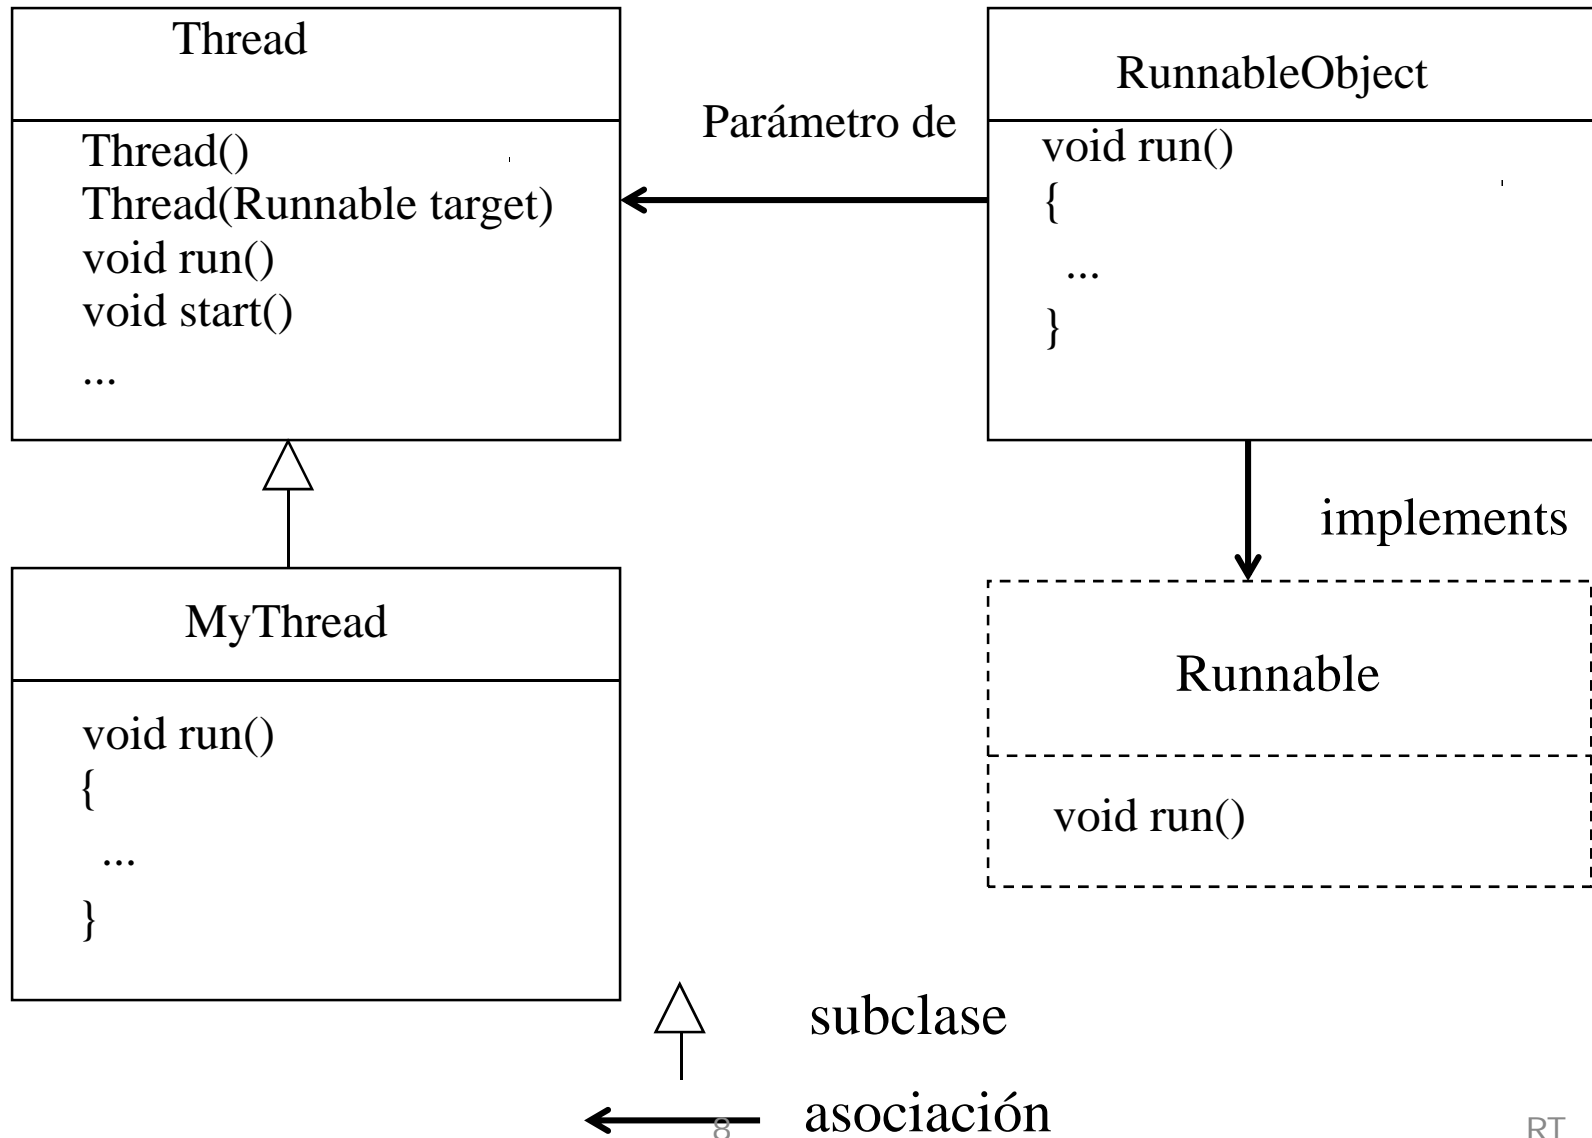 Thread
Thread()
Thread(Runnable target)
void run()
void start()
...
Parámetro de
RunnableObject
void run()
{
...
}
implements
MyThread
void run()
{
...
}
Runnable
void run()
subclase
asociación
8
RT